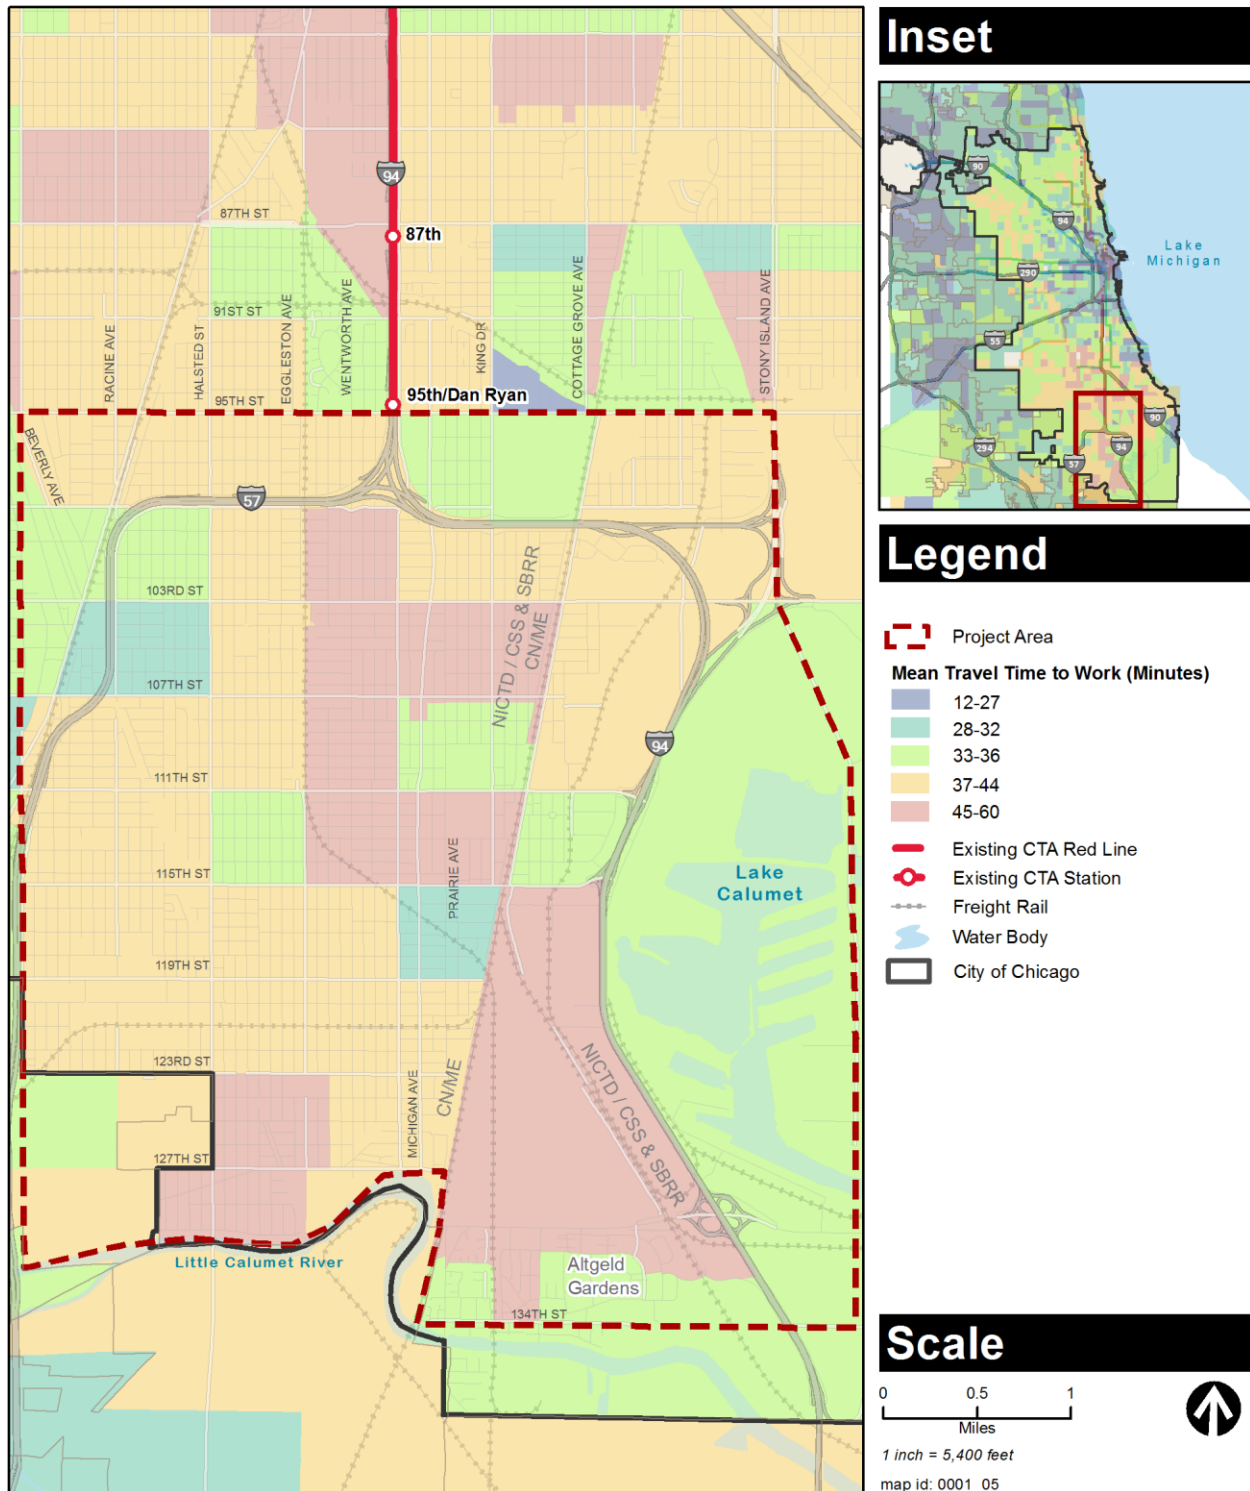 94
87TH ST
87th
91ST ST
RACINE AVE
HALSTED ST
EGGLESTON AVE
WENTWORTH AVE
KING DR
COTTAGE GROVE AVE
STONY ISLAND AVE
95TH ST
95th/Dan Ryan
BEVERLY AVE
57
103RD ST
NICTD / CSS & SBRR
CN/ME
107TH ST
94
111TH ST
PRAIRIE AVE
115TH ST
Lake
Calumet
119TH ST
123RD ST
MICHIGAN AVE
CN/ME
NICTD / CSS & SBRR
127TH ST
Little Calumet River
Altgeld
Gardens
134TH ST
Inset
90
94
Lake
Michigan
290
55
90
94
294
57
Legend
Project Area
Mean Travel Time to Work (Minutes)
12-27
28-32
33-36
37-44
45-60
Existing CTA Red Line
Existing CTA Station
Freight Rail
Water Body
City of Chicago
Scale
0 0.5 1
Miles
1 inch = 5,400 feet
map id: 0001_05